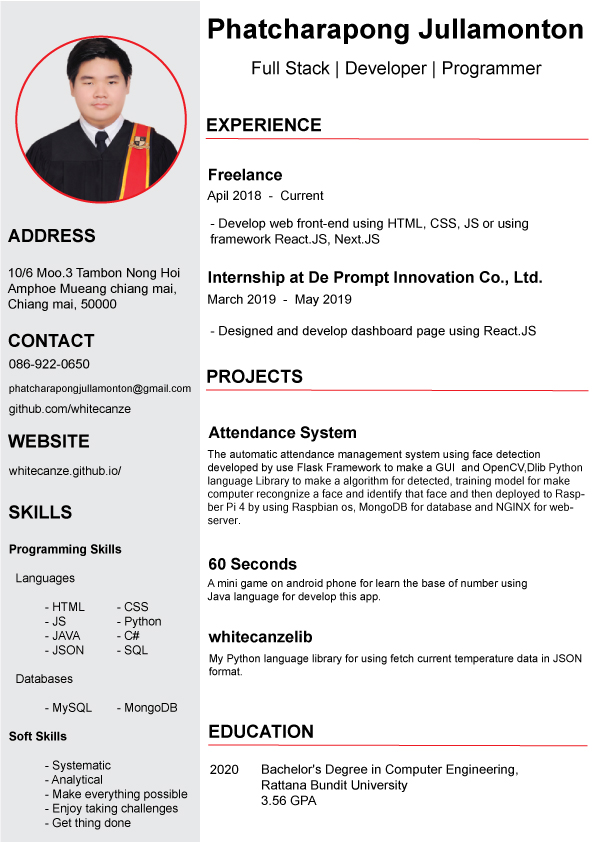 Phatcharapong Jullamonton
Full Stack | Developer | Programmer
ADDRESS
10/6 Moo.3 Tambon Nong Hoi
Amphoe Mueang chiang mai,
Chiang mai, 50000
CONTACT
086-922-0650
phatcharapongjullamonton@gmail.com
github.com/whitecanze
WEBSITE
whitecanze.github.io/
SKILLS
Programming Skills
Languages
- HTML - CSS
- JS - Python
- JAVA - C#
- JSON - SQL
Databases
- MySQL - MongoDB
Soft Skills
- Systematic
- Analytical
- Make everything possible
- Enjoy taking challenges
- Get thing done
EXPERIENCE
Freelance
Apil 2018 - Current
- Develop web front-end using HTML, CSS, JS or using
framework React.JS, Next.JS
Internship at De Prompt Innovation Co., Ltd.
March 2019 - May 2019
- Designed and develop dashboard page using React.JS
PROJECTS
Attendance System
The automatic attendance management system using face detection
developed by use Flask Framework to make a GUI and OpenCV,Dlib Python
language Library to make a algorithm for detected, training model for make
computer recongnize a face and identify that face and then deployed to Rasp-
ber Pi 4 by using Raspbian os, MongoDB for database and NGINX for web-
server.
60 Seconds
A mini game on android phone for learn the base of number using
Java language for develop this app.
whitecanzelib
My Python language library for using fetch current temperature data in JSON
format.
EDUCATION
2020 Bachelor's Degree in Computer Engineering,
Rattana Bundit University
3.56 GPA